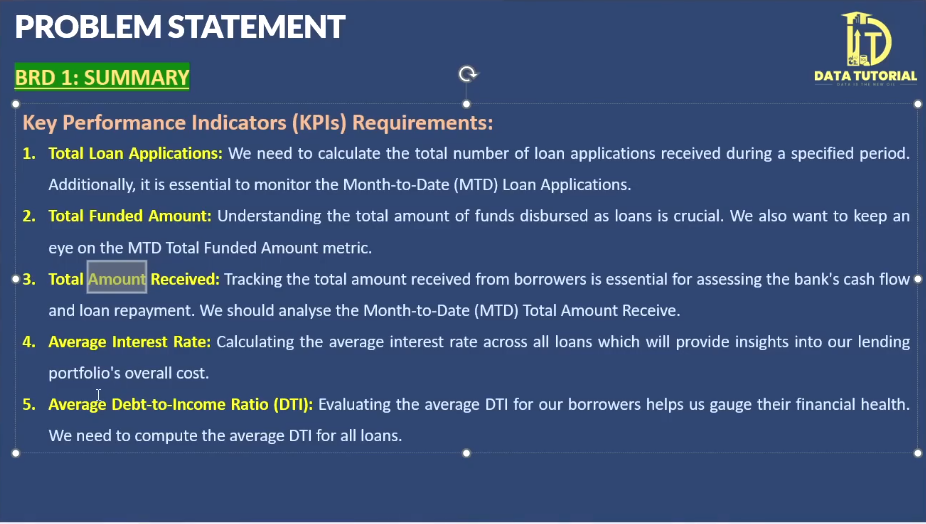 PROBLEM STATEMENT
DATA TUTORIAL
BRD 1: SUMMARY
Key Performance Indicators (KPIs) Requirements:
1. Total Loan Applications: We need to calculate the total number of loan applications received during a specified period.
Additionally, it is essential to monitor the Month-to-Date (MTD) Loan Applications.
2. Total Funded Amount: Understanding the total amount of funds disbursed as loans is crucial. We also want to keep an
eye on the MTD Total Funded Amount metric.
3. Total Amount Received: Tracking the total amount received from borrowers is essential for assessing the bank's cash flow
and loan repayment. We should analyse the Month-to-Date (MTD) Total Amount Receive.
4. Average Interest Rate: Calculating the average interest rate across all loans which will provide insights into our lending
portfolio's overall cost.
5. Average Debt-to-Income Ratio (DTI): Evaluating the average DTI for our borrowers helps us gauge their financial health.
We need to compute the average DTI for all loans.